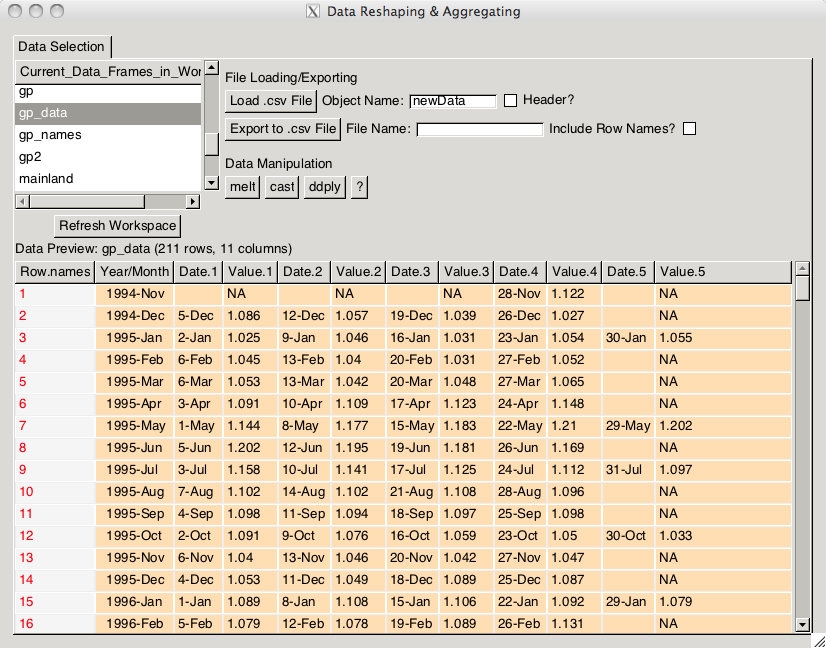 Data Reshaping & Aggregating
Data Selection
Current_Data_Frames_in_Wor
gp
gp_data
gp_names
gp2
mainland
Refresh Workspace
File Loading/Exporting
Load .csv File Object Name: newData Header?
Export to .csv File File Name: Include Row Names?
Data Manipulation
melt cast ddply ?
Data Preview: gp_data (211 rows, 11 columns)
Row.names Year/Month Date.1 Value.1 Date.2 Value.2 Date.3 Value.3 Date.4 Value.4 Date.5 Value.5
1 1994-Nov NA NA NA 28-Nov 1.122 NA
2 1994-Dec 5-Dec 1.086 12-Dec 1.057 19-Dec 1.039 26-Dec 1.027 NA
3 1995-Jan 2-Jan 1.025 9-Jan 1.046 16-Jan 1.031 23-Jan 1.054 30-Jan 1.055
4 1995-Feb 6-Feb 1.045 13-Feb 1.04 20-Feb 1.031 27-Feb 1.052 NA
5 1995-Mar 6-Mar 1.053 13-Mar 1.042 20-Mar 1.048 27-Mar 1.065 NA
6 1995-Apr 3-Apr 1.091 10-Apr 1.109 17-Apr 1.123 24-Apr 1.148 NA
7 1995-May 1-May 1.144 8-May 1.177 15-May 1.183 22-May 1.21 29-May 1.202
8 1995-Jun 5-Jun 1.202 12-Jun 1.195 19-Jun 1.181 26-Jun 1.169 NA
9 1995-Jul 3-Jul 1.158 10-Jul 1.141 17-Jul 1.125 24-Jul 1.112 31-Jul 1.097
10 1995-Aug 7-Aug 1.102 14-Aug 1.102 21-Aug 1.108 28-Aug 1.096 NA
11 1995-Sep 4-Sep 1.098 11-Sep 1.094 18-Sep 1.097 25-Sep 1.098 NA
12 1995-Oct 2-Oct 1.091 9-Oct 1.076 16-Oct 1.059 23-Oct 1.05 30-Oct 1.033
13 1995-Nov 6-Nov 1.04 13-Nov 1.046 20-Nov 1.042 27-Nov 1.047 NA
14 1995-Dec 4-Dec 1.053 11-Dec 1.049 18-Dec 1.089 25-Dec 1.087 NA
15 1996-Jan 1-Jan 1.089 8-Jan 1.108 15-Jan 1.106 22-Jan 1.092 29-Jan 1.079
16 1996-Feb 5-Feb 1.079 12-Feb 1.078 19-Feb 1.089 26-Feb 1.131 NA